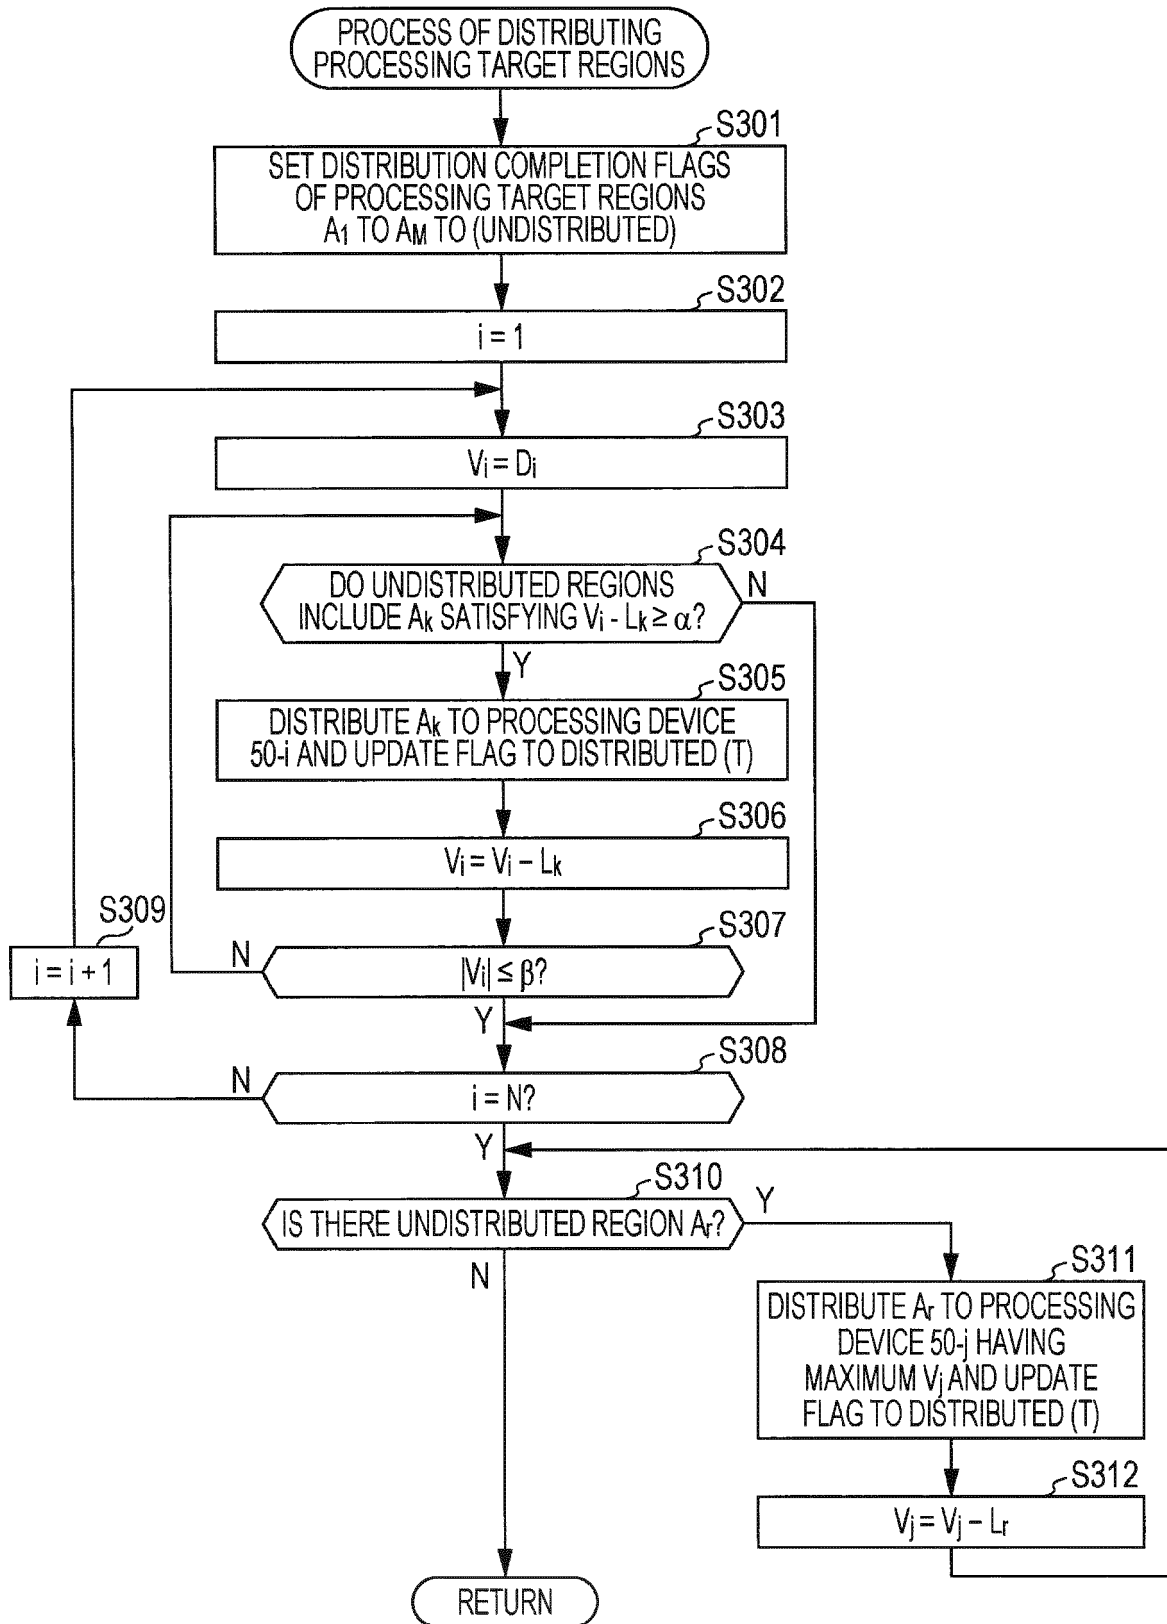 PROCESS OF DISTRIBUTING
PROCESSING TARGET REGIONS
S301
SET DISTRIBUTION COMPLETION FLAGS
OF PROCESSING TARGET REGIONS
A1 TO AM TO (UNDISTRIBUTED)
S302
i = 1
S303
Vi = Di
S304
DO UNDISTRIBUTED REGIONS
INCLUDE Ak SATISFYING Vi - Lk ≥ α?
N
Y
S305
DISTRIBUTE Ak TO PROCESSING DEVICE
50-i AND UPDATE FLAG TO DISTRIBUTED (T)
S306
Vi = Vi – Lk
S307
|Vi| ≤ β?
N
Y
S309
i = i + 1
S308
i = N?
N
Y
S310
IS THERE UNDISTRIBUTED REGION Ar?
Y
N
S311
DISTRIBUTE Ar TO PROCESSING
DEVICE 50-j HAVING
MAXIMUM Vj AND UPDATE
FLAG TO DISTRIBUTED (T)
S312
Vj = Vj – Lr
RETURN